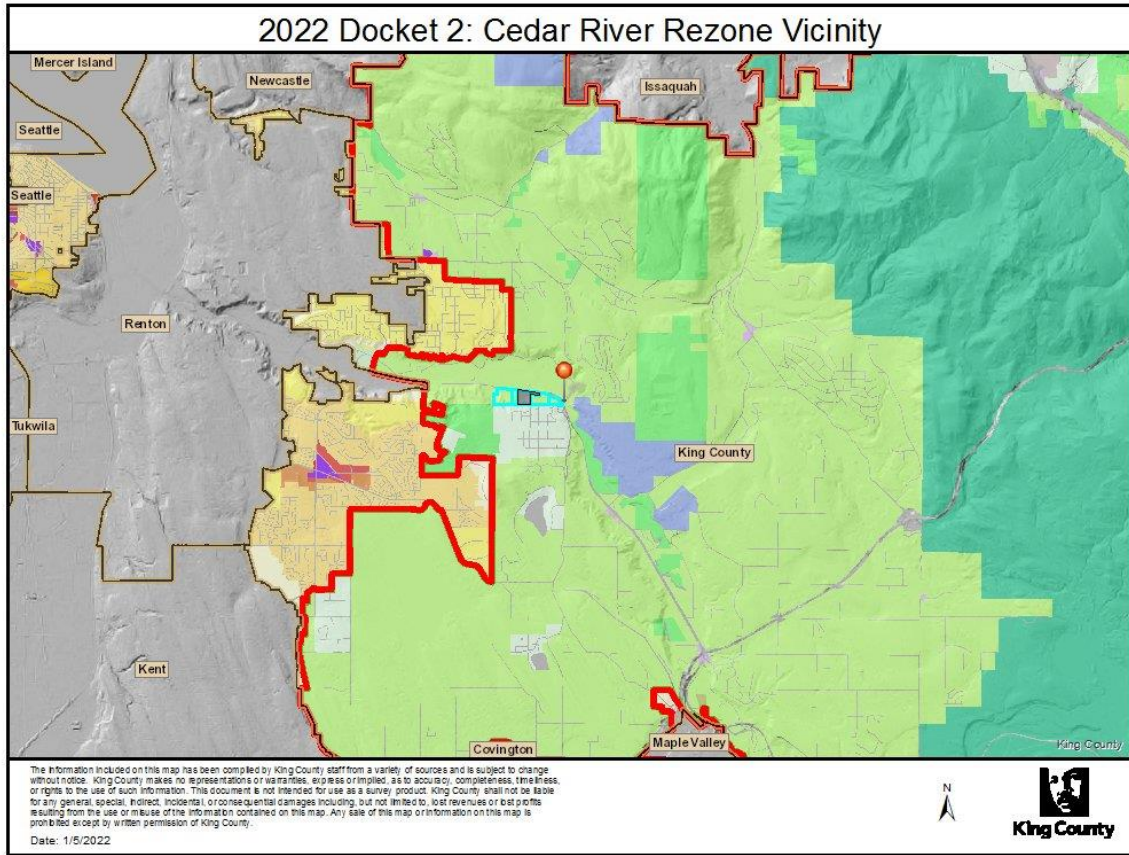 2022 Docket 2: Cedar River Rezone Vicinity
Mercer Island
Newcastle
Issaquah
Seattle
Seattle
Renton
Tukwila
King County
Kent
Covington
Maple Valley
King County
The information included on this map has been compiled by King County staff from a variety of sources and is subject to change
without notice. King County makes no representations or warranties, express or implied, as to accuracy, completeness, timeliness,
or rights to the use of such information. This document is not intended for use as a survey product. King County shall not be liable
for any general, special, indirect, incidental, or consequential damages including, but not limited to, lost revenues or lost profits
resulting from the use or misuse of the information contained on this map. Any sale of this map or information on this map is
prohibited except by written permission of King County.
Date: 1/5/2022
N
King County